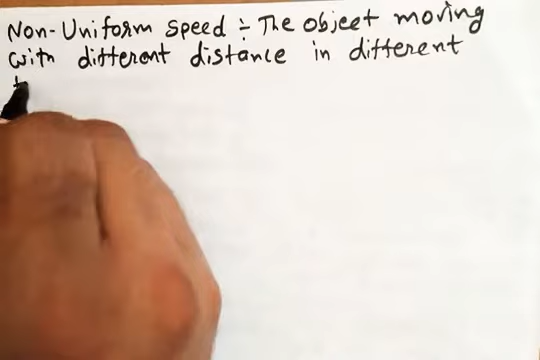 Non-Uniform speed ÷ The object moving
with different distance in different
t